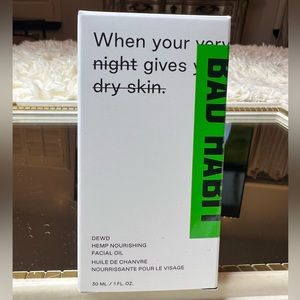 When your very
night gives
dry skin.
BAD HABIT
DEWD
HEMP NOURISHING
FACIAL OIL
HUILE DE CHANVRE
NOURRISSANTE POUR LE VISAGE
30 ML / 1 FL. OZ.